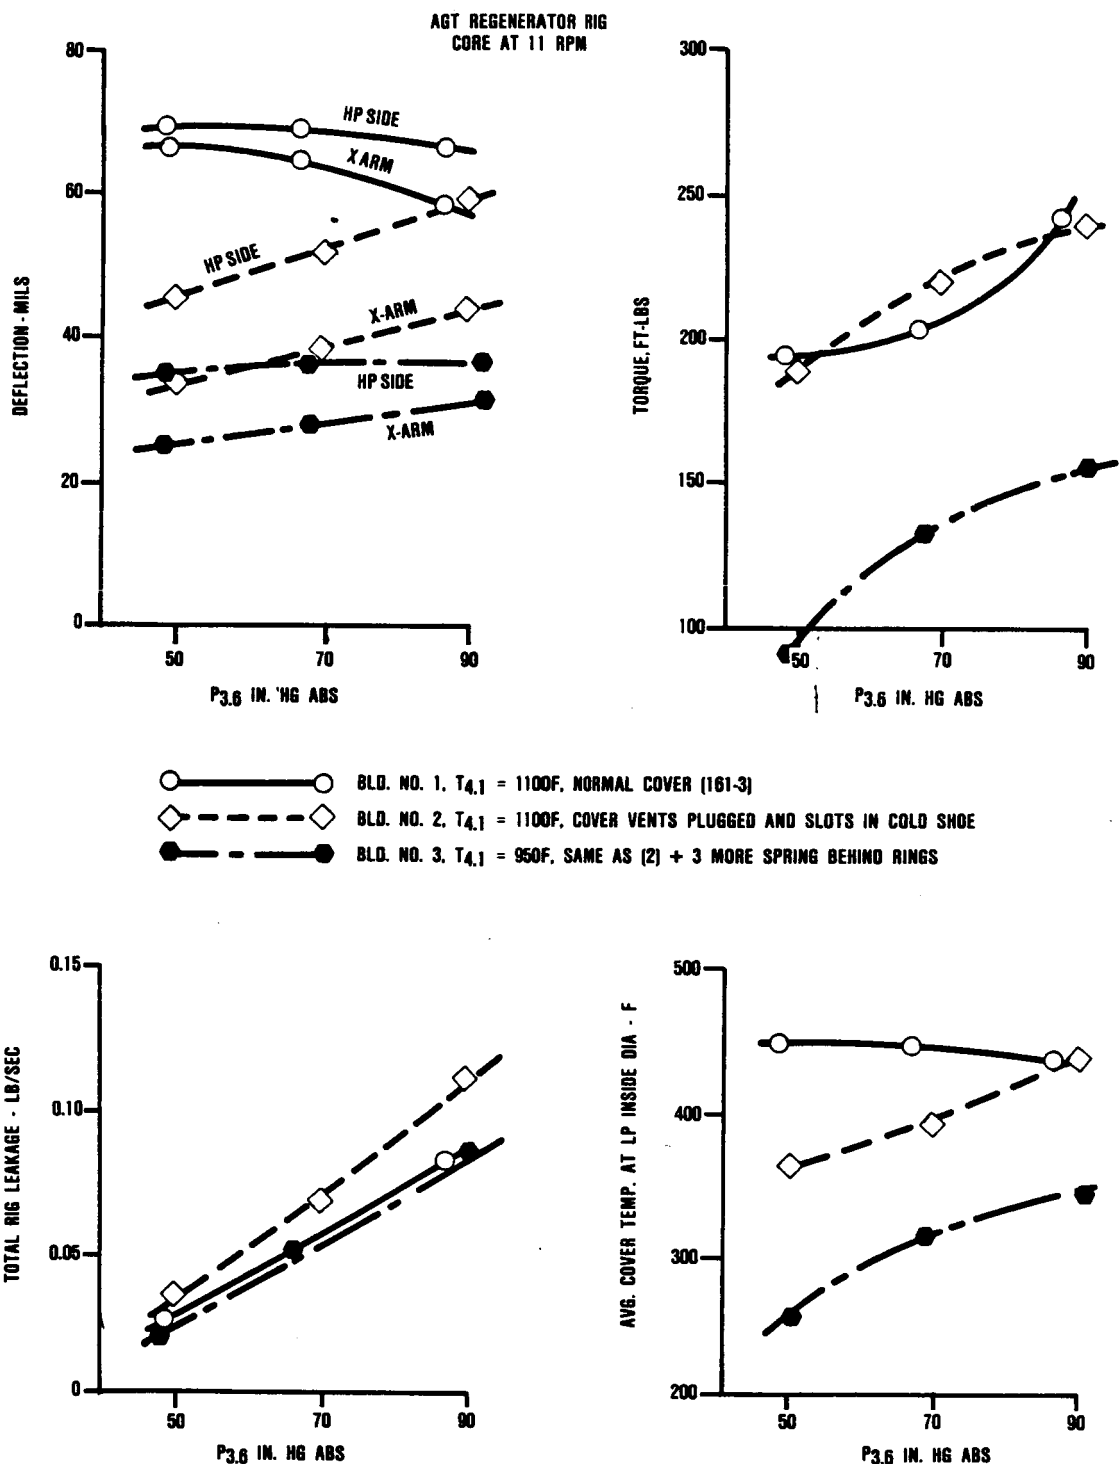 AGT REGENERATOR RIG
CORE AT 11 RPM
80
60
40
20
0
DEFLECTION - MILS
HP SIDE
X ARM
HP SIDE
X-ARM
HP SIDE
X-ARM
50 70 90
P3.6 IN. HG ABS
300
250
200
150
100
TORQUE, FT-LBS
50 70 90
P3.6 IN. HG ABS
BLD. NO. 1, T4.1 = 1100F, NORMAL COVER (161-3)
BLD. NO. 2, T4.1 = 1100F, COVER VENTS PLUGGED AND SLOTS IN COLD SHOE
BLD. NO. 3, T4.1 = 950F, SAME AS (2) + 3 MORE SPRING BEHIND RINGS
0.15
0.10
0.05
0
TOTAL RIG LEAKAGE - LB/SEC
50 70 90
P3.6 IN. HG ABS
500
400
300
200
AVG. COVER TEMP. AT LP INSIDE DIA - F
50 70 90
P3.6 IN. HG ABS